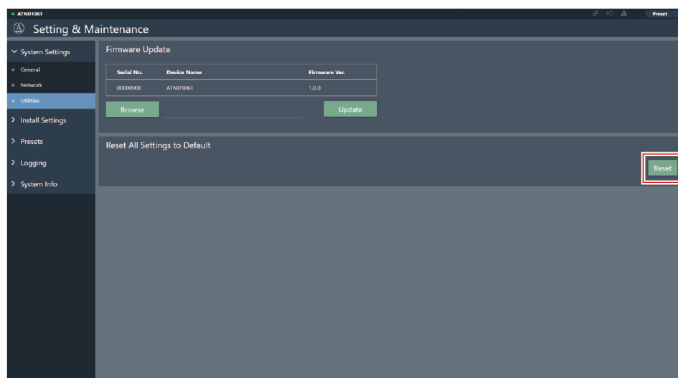 ATND1061
Preset
Setting & Maintenance
System Settings
General
Network
Utilities
Install Settings
Presets
Logging
System Info
Firmware Update
Serial No. Device Name Firmware Ver.
00000000 ATND1061 1.0.0
Browse Update
Reset All Settings to Default
Reset